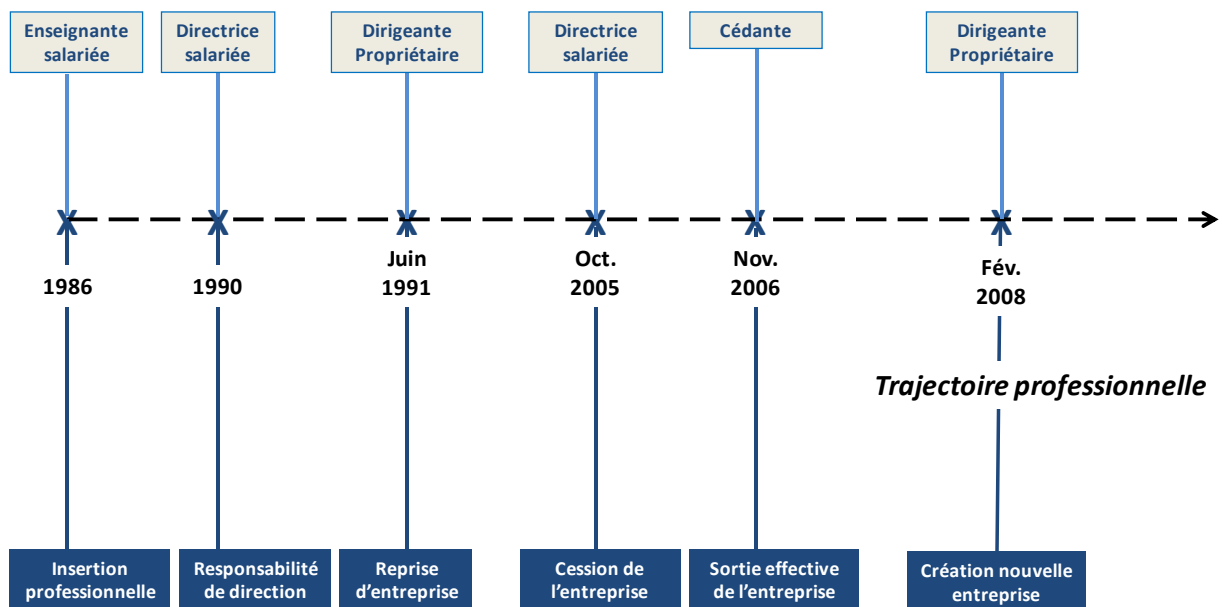 Enseignante
salariée
Directrice
salariée
Dirigeante
Propriétaire
Directrice
salariée
Cédante
Dirigeante
Propriétaire
X X X X X X
1986
1990
Juin
1991
Oct.
2005
Nov.
2006
Fév.
2008
Trajectoire professionnelle
Insertion
professionnelle
Responsabilité
de direction
Reprise
d’entreprise
Cession de
l’entreprise
Sortie effective
de l’entreprise
Création nouvelle
entreprise